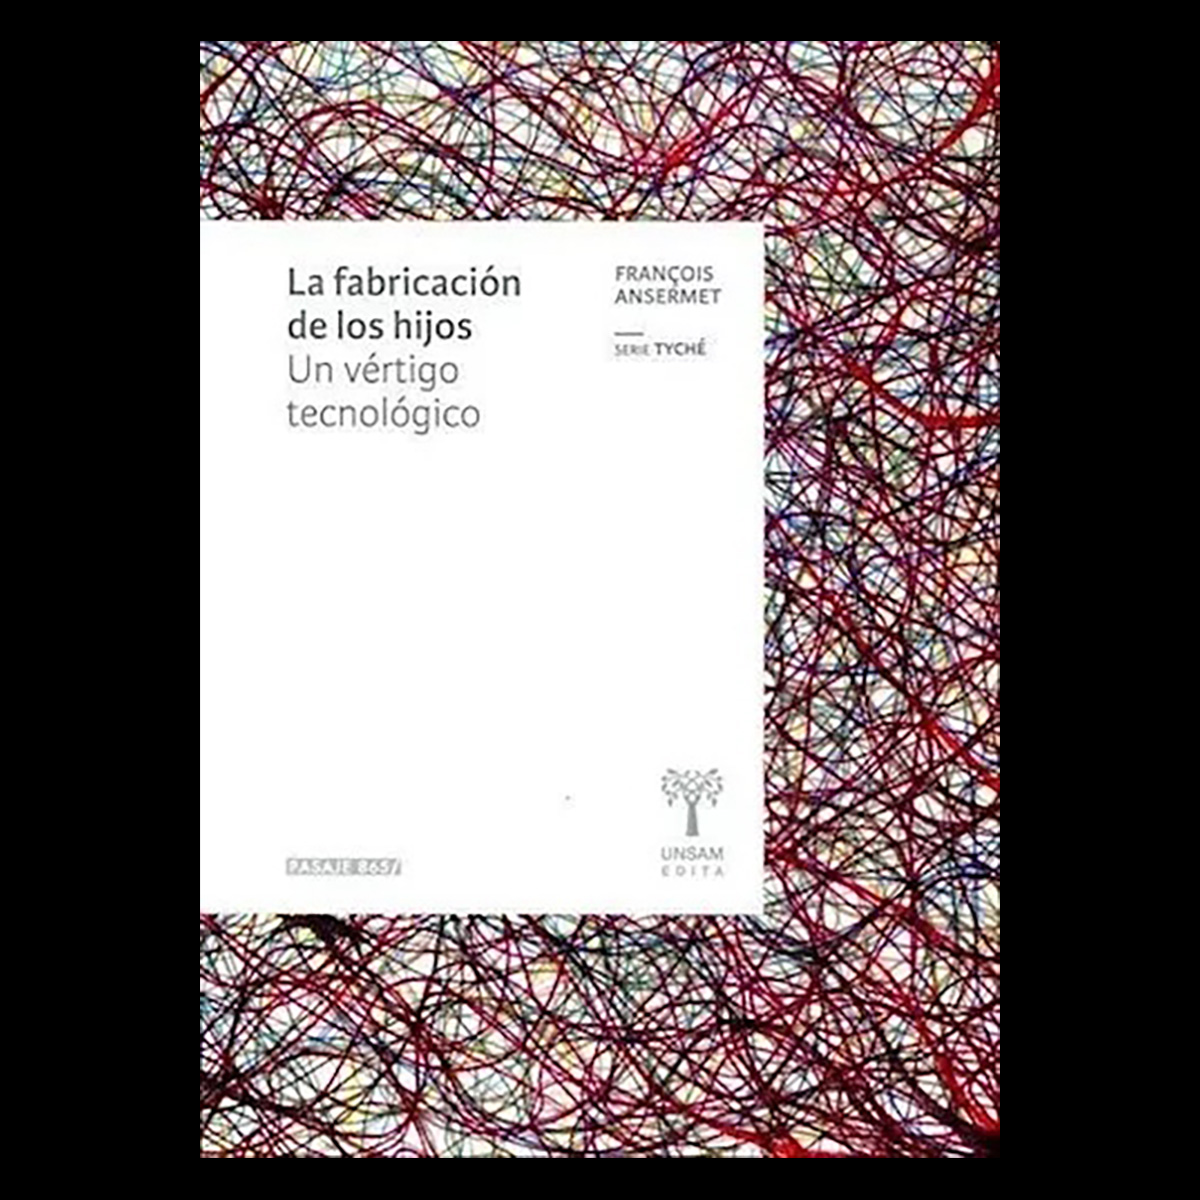 La fabricación
de los hijos
Un vértigo
tecnológico
FRANÇOIS
ANSERMET
SERIE TYCHÉ
PASAJE 865/
UNSAM
EDITA